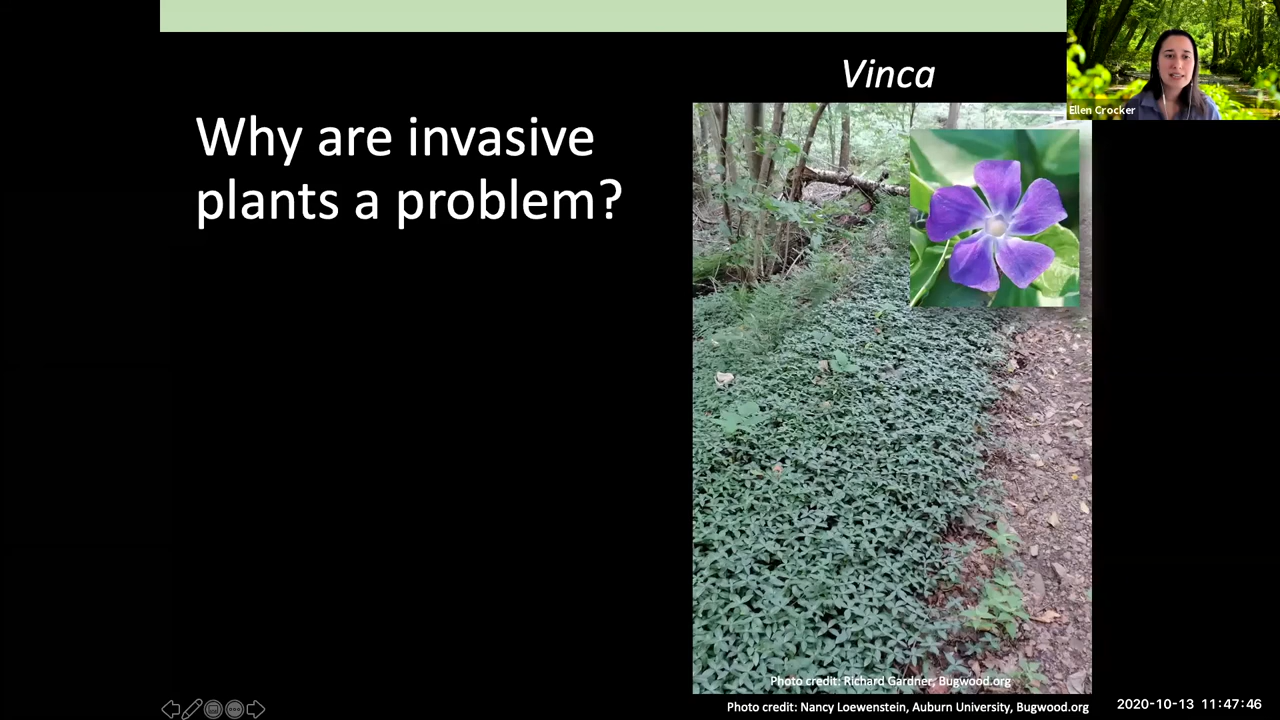 Vinca
Ellen Crocker
Why are invasive
plants a problem?
Photo credit: Richard Gardner, Bugwood.org
Photo credit: Nancy Loewenstein, Auburn University, Bugwood.org
2020-10-13 11:47:46